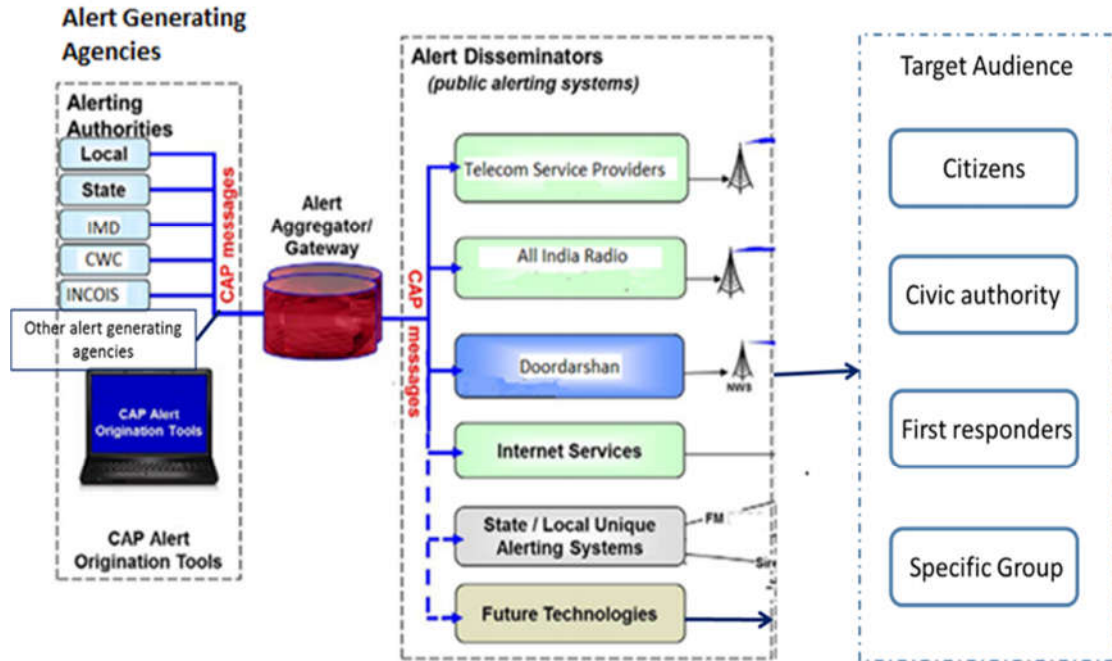 Alert Generating
Agencies
Alerting
Authorities
Local
State
IMD
CWC
INCOIS
Other alert generating
agencies
CAP messages
CAP Alert
Origination Tools
CAP Alert
Origination Tools
Alert
Aggregator/
Gateway
CAP messages
Alert Disseminators
(public alerting systems)
Telecom Service Providers
All India Radio
Doordarshan
NWS
Internet Services
State / Local Unique
Alerting Systems
FM
Future Technologies
Target Audience
Citizens
Civic authority
First responders
Specific Group